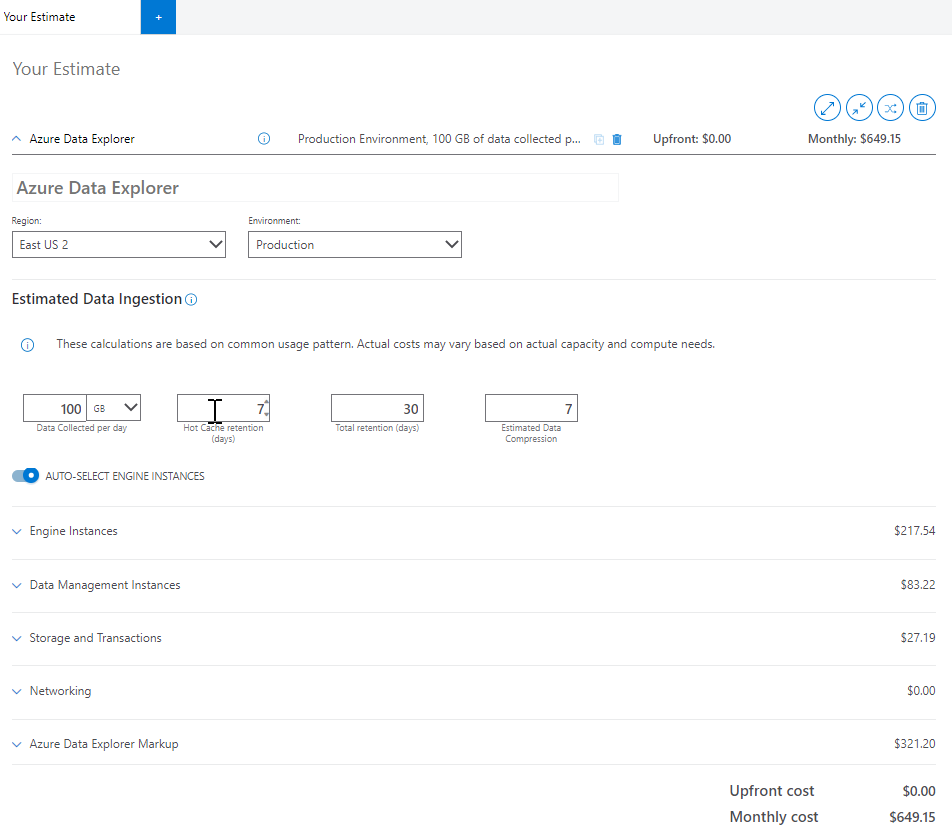 Your Estimate
+
Your Estimate
Azure Data Explorer
Production Environment, 100 GB of data collected p...
Upfront: $0.00
Monthly: $649.15
Azure Data Explorer
Region:
Environment:
East US 2
Production
Estimated Data Ingestion
These calculations are based on common usage pattern. Actual costs may vary based on actual capacity and compute needs.
100 GB
7
30
7
Data Collected per day
Hot Cache retention
(days)
Total retention (days)
Estimated Data
Compression
AUTO-SELECT ENGINE INSTANCES
Engine Instances $217.54
Data Management Instances $83.22
Storage and Transactions $27.19
Networking $0.00
Azure Data Explorer Markup $321.20
Upfront cost $0.00
Monthly cost $649.15